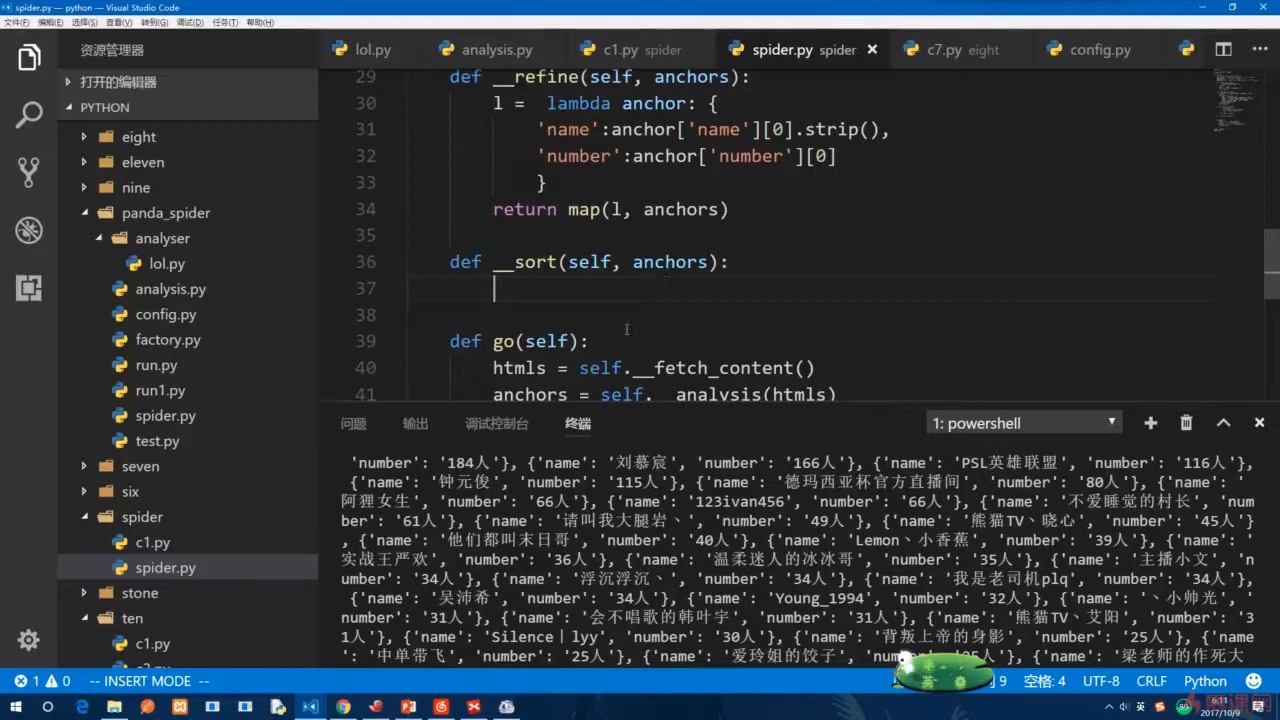 spider.py — python — Visual Studio Code
文件(F) 编辑(E) 选择(S) 查看(V) 转到(G) 调试(D) 任务(T) 帮助(H)
资源管理器
lol.py analysis.py c1.py spider spider.py spider c7.py eight config.py
打开的编辑器
PYTHON
eight
eleven
nine
panda_spider
analyser
lol.py
analysis.py
config.py
factory.py
run.py
run1.py
spider.py
test.py
seven
six
spider
c1.py
spider.py
stone
ten
c1.py
29 def __refine(self, anchors):
30 l = lambda anchor: {
31 'name':anchor['name'][0].strip(),
32 'number':anchor['number'][0]
33 }
34 return map(l, anchors)
35
36 def __sort(self, anchors):
37
38
39 def go(self):
40 htmls = self.__fetch_content()
41 anchors = self.__analysis(htmls)
问题 输出 调试控制台 终端 1: powershell
'number': '184人'}, {'name': '刘慕宸', 'number': '166人'}, {'name': 'PSL英雄联盟', 'number': '116人'},
{'name': '钟元俊', 'number': '115人'}, {'name': '德玛西亚杯官方直播间', 'number': '80人'}, {'name': '
阿狸女生', 'number': '66人'}, {'name': '123ivan456', 'number': '66人'}, {'name': '不爱睡觉的村长', 'num
ber': '61人'}, {'name': '请叫我大腿岩丶', 'number': '49人'}, {'name': '熊猫TV丶晓心', 'number': '45人'}
, {'name': '他们都叫末日哥', 'number': '40人'}, {'name': 'Lemon丶小香蕉', 'number': '39人'}, {'name': '
实战王严欢', 'number': '36人'}, {'name': '温柔迷人的冰冰哥', 'number': '35人'}, {'name': '主播小文', 'n
umber': '34人'}, {'name': '浮沉浮沉丶', 'number': '34人'}, {'name': '我是老司机plq', 'number': '34人'},
{'name': '吴沛希', 'number': '34人'}, {'name': 'Young_1994', 'number': '32人'}, {'name': '丶小帅光',
'number': '31人'}, {'name': '会不唱歌的韩叶宇', 'number': '31人'}, {'name': '熊猫TV丶艾阳', 'number': '3
1人'}, {'name': 'Silence|lyy', 'number': '30人'}, {'name': '背叛上帝的身影', 'number': '25人'}, {'name
': '中单带飞', 'number': '25人'}, {'name': '爱玲姐的饺子', 'number': '25人'}, {'name': '梁老师的作死大
1 0 -- INSERT MODE -- 9 空格: 4 UTF-8 CRLF Python
英
6:11
2017/10/9